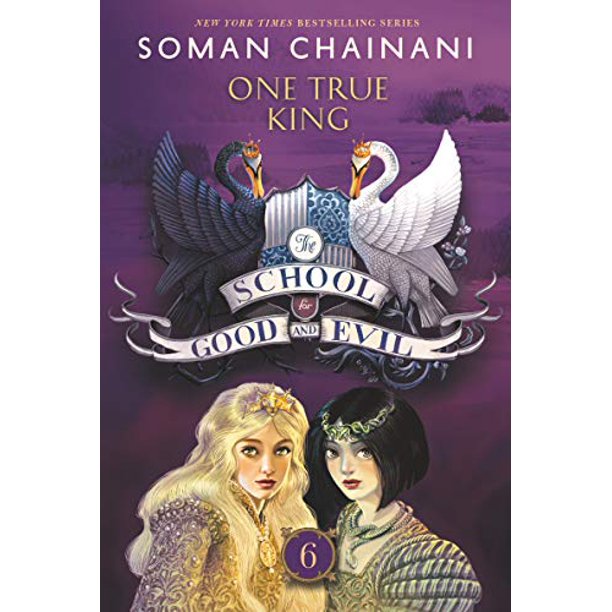 NEW YORK TIMES BESTSELLING SERIES
SOMAN CHAINANI
ONE TRUE
KING
The
SCHOOL
for
GOOD AND EVIL
6